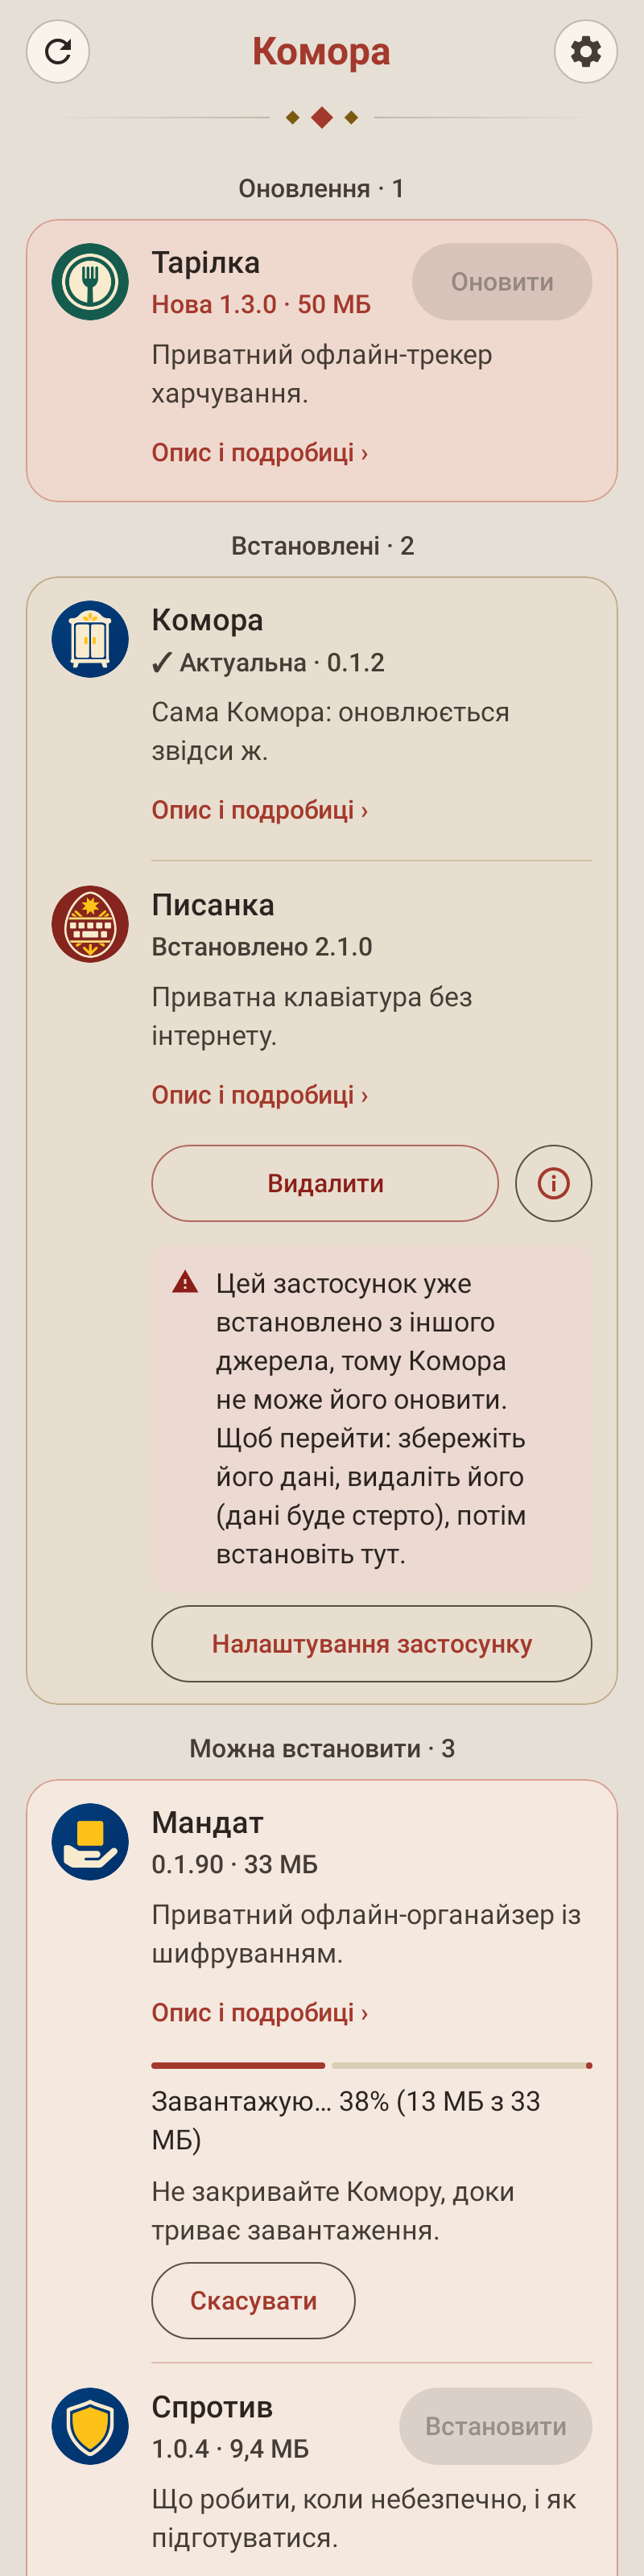 Комора
Оновлення · 1
Тарілка
Нова 1.3.0 · 50 МБ
Оновити
Приватний офлайн-трекер
харчування.
Опис і подробиці ›
Встановлені · 2
Комора
✓ Актуальна · 0.1.2
Сама Комора: оновлюється
звідси ж.
Опис і подробиці ›
Писанка
Встановлено 2.1.0
Приватна клавіатура без
інтернету.
Опис і подробиці ›
Видалити
Цей застосунок уже
встановлено з іншого
джерела, тому Комора
не може його оновити.
Щоб перейти: збережіть
його дані, видаліть його
(дані буде стерто), потім
встановіть тут.
Налаштування застосунку
Можна встановити · 3
Мандат
0.1.90 · 33 МБ
Приватний офлайн-органайзер із
шифруванням.
Опис і подробиці ›
Завантажую… 38% (13 МБ з 33
МБ)
Не закривайте Комору, доки
триває завантаження.
Скасувати
Спротив
1.0.4 · 9,4 МБ
Встановити
Що робити, коли небезпечно, і як
підготуватися.